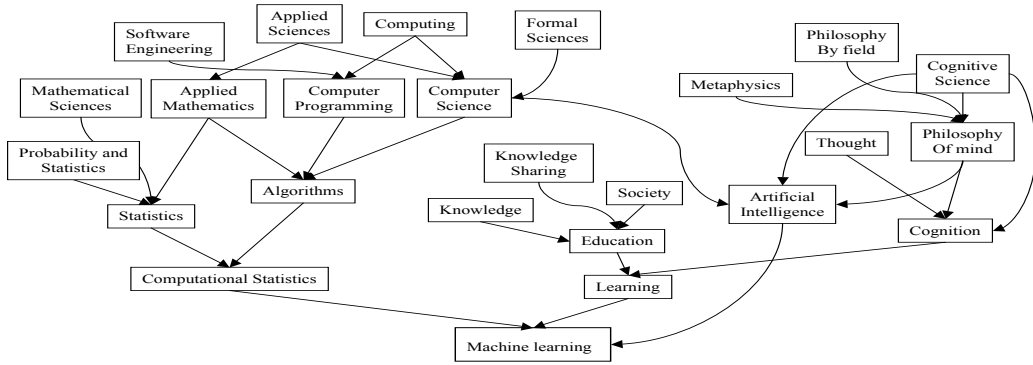 Applied
Sciences
Computing
Formal
Sciences
Software
Engineering
Philosophy
By field
Cognitive
Science
Mathematical
Sciences
Applied
Mathematics
Computer
Programming
Computer
Science
Metaphysics
Philosophy
Of mind
Thought
Probability and
Statistics
Knowledge
Sharing
Algorithms
Society
Artificial
Intelligence
Statistics
Knowledge
Education
Cognition
Computational Statistics
Learning
Machine learning